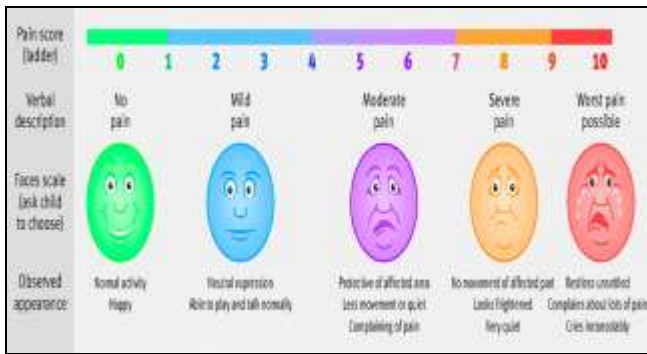 Pain score
(ladder)
0 1 2 3 4 5 6 7 8 9 10
Verbal
description
No
pain
Mild
pain
Moderate
pain
Severe
pain
Worst pain
possible
Faces scale
(ask child
to choose)
Observed
appearance
Normal activity
Happy
Neutral expression
Able to play and talk normally
Protective of affected area
Less movement or quiet
Complaining of pain
No movement of affected part
Looks frightened
Very quiet
Restless unsettled
Complains about lots of pain
Cries inconsolably